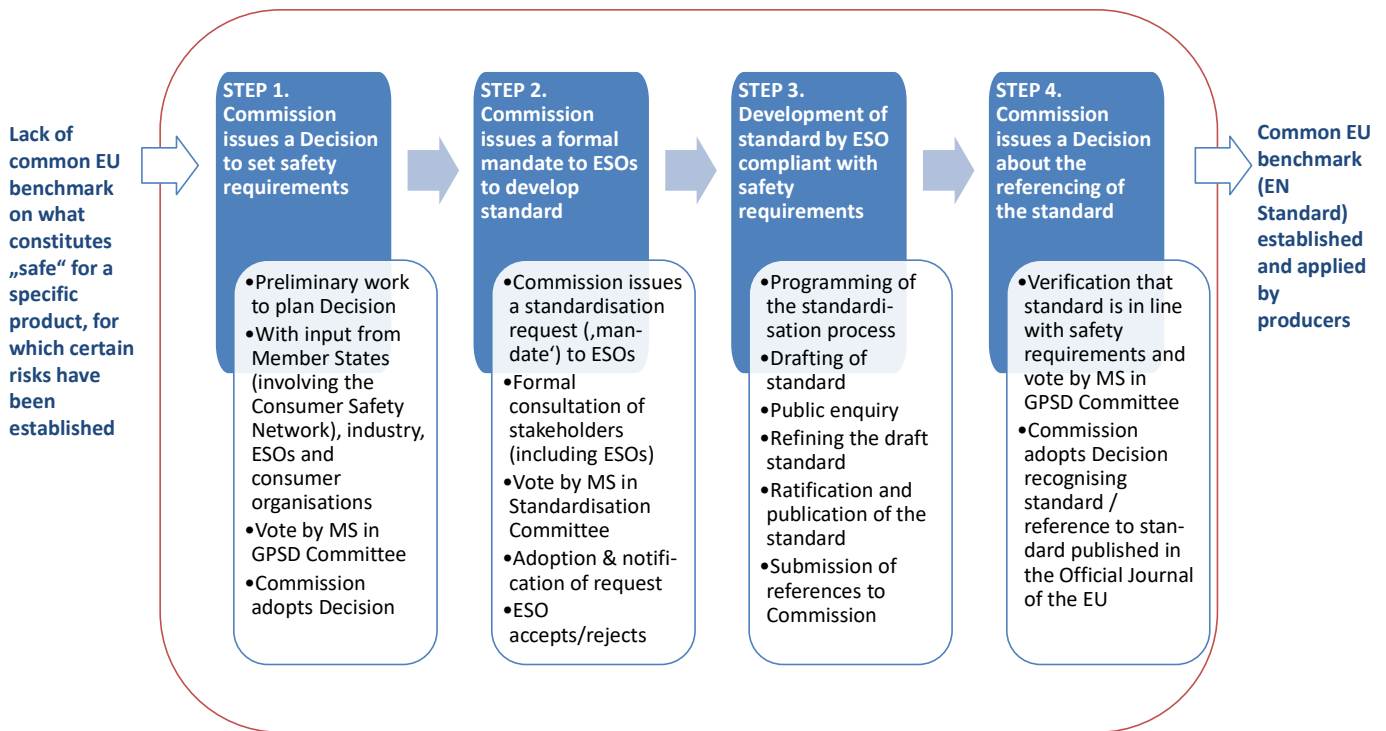 Lack of
common EU
benchmark
on what
constitutes
„safe“ for a
specific
product, for
which certain
risks have
been
established
STEP 1.
Commission
issues a Decision
to set safety
requirements
•Preliminary work
to plan Decision
•With input from
Member States
(involving the
Consumer Safety
Network), industry,
ESOs and
consumer
organisations
•Vote by MS in
GPSD Committee
•Commission
adopts Decision
STEP 2.
Commission
issues a formal
mandate to ESOs
to develop
standard
•Commission issues
a standardisation
request (‚man-
date‘) to ESOs
•Formal
consultation of
stakeholders
(including ESOs)
•Vote by MS in
Standardisation
Committee
•Adoption & notifi-
cation of request
•ESO
accepts/rejects
STEP 3.
Development of
standard by ESO
compliant with
safety
requirements
•Programming of
the standardi-
sation process
•Drafting of
standard
•Public enquiry
•Refining the draft
standard
•Ratification and
publication of the
standard
•Submission of
references to
Commission
STEP 4.
Commission
issues a Decision
about the
referencing of
the standard
•Verification that
standard is in line
with safety
requirements and
vote by MS in
GPSD Committee
•Commission
adopts Decision
recognising
standard /
reference to stan-
dard published in
the Official Journal
of the EU
Common EU
benchmark
(EN
Standard)
established
and applied
by
producers